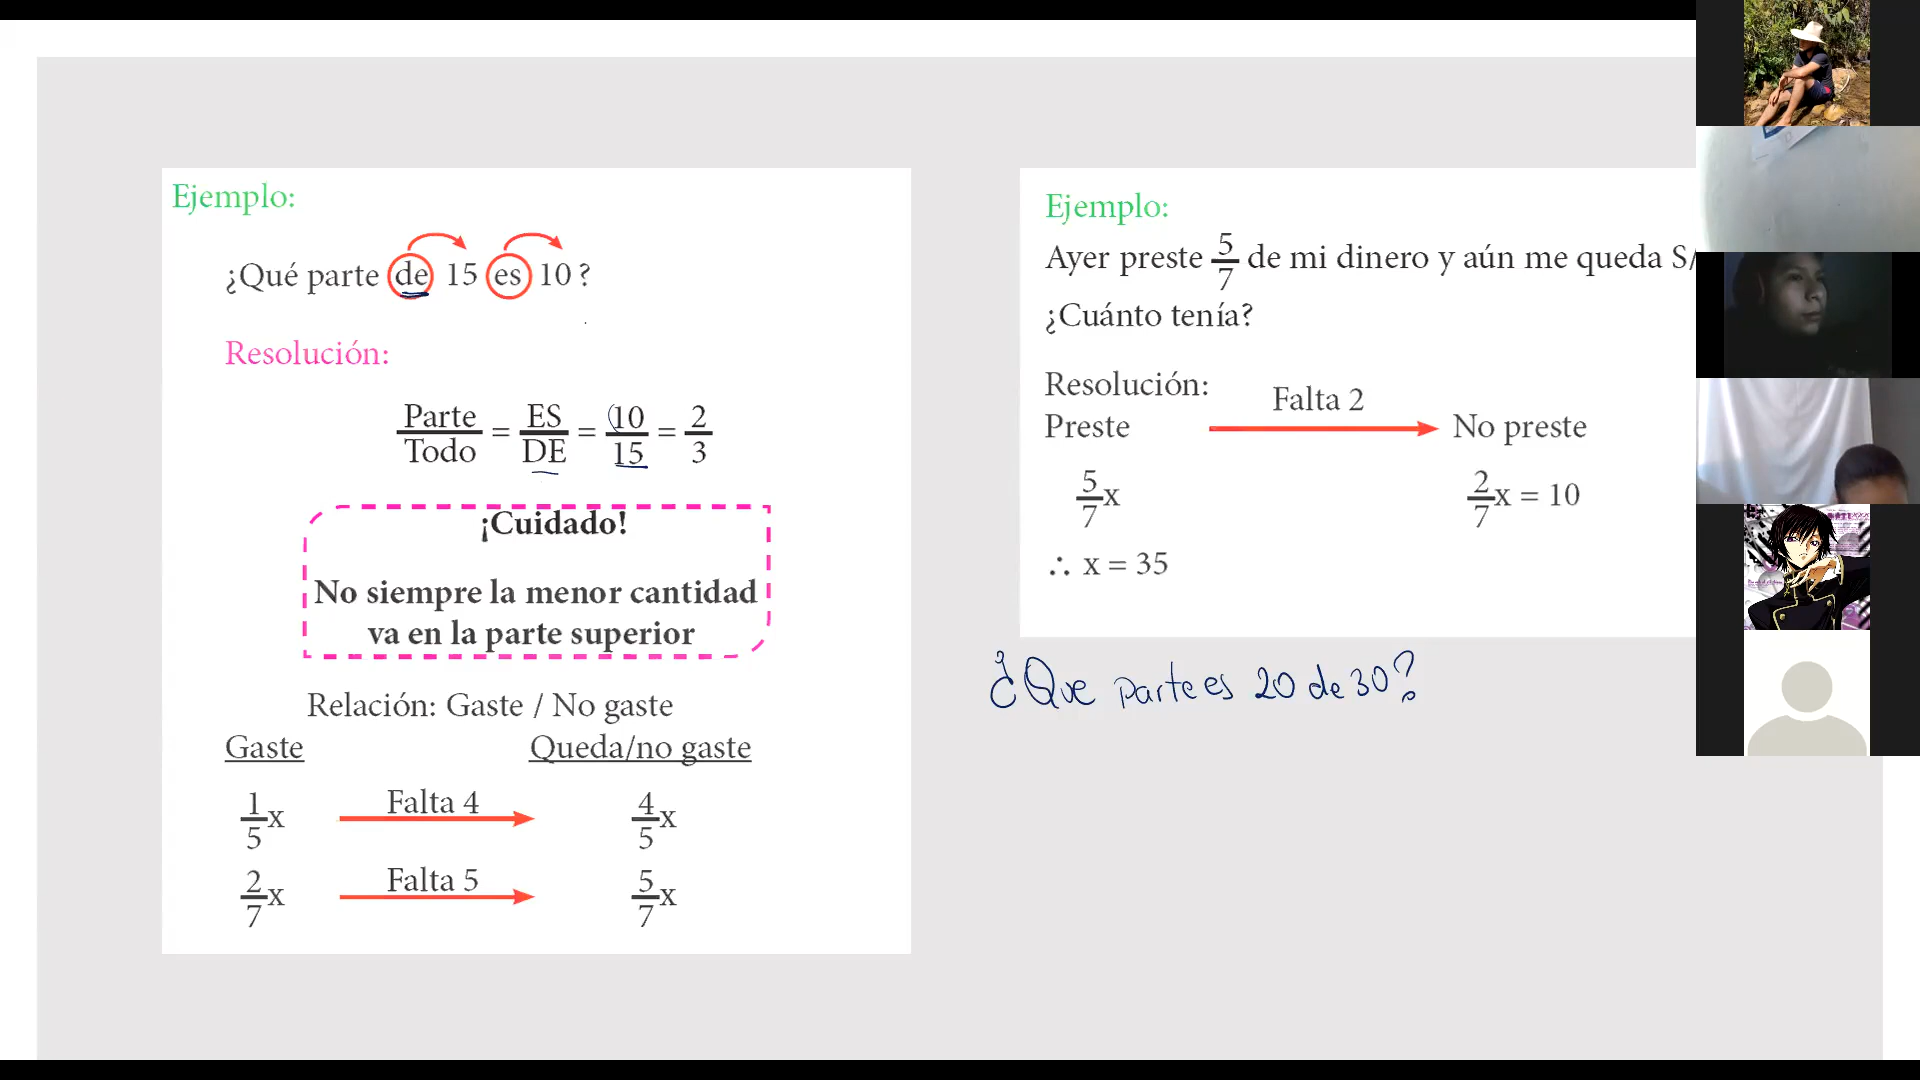 Ejemplo:
¿Qué parte de 15 es 10?
Resolución:
Parte/Todo = ES/DE = 10/15 = 2/3
¡Cuidado!
No siempre la menor cantidad
va en la parte superior
Relación: Gaste / No gaste
Gaste Queda/no gaste
1/5x Falta 4 4/5x
2/7x Falta 5 5/7x
Ejemplo:
Ayer preste 5/7 de mi dinero y aún me queda S/
¿Cuánto tenía?
Resolución:
Preste Falta 2 No preste
5/7x 2/7x = 10
∴ x = 35
¿Que parte es 20 de 30?